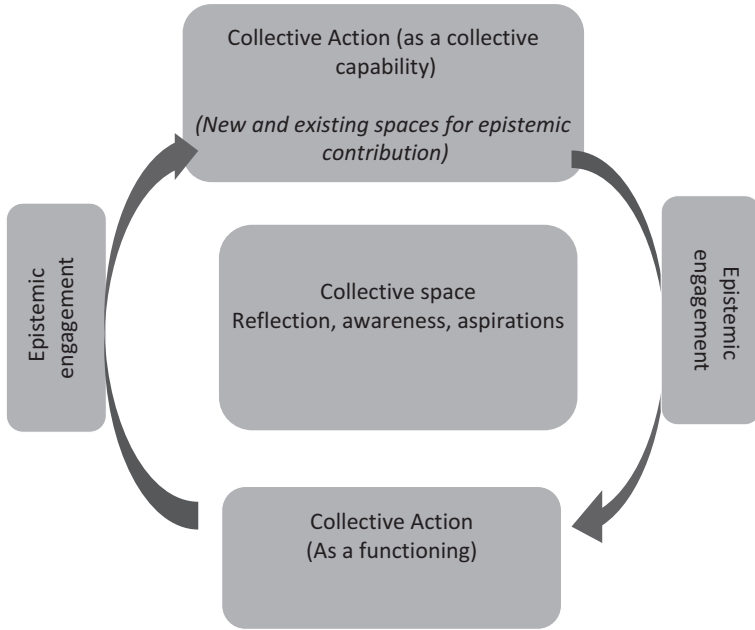 Collective Action (as a collective
capability)
(New and existing spaces for epistemic
contribution)
Epistemic
engagement
Collective space
Reflection, awareness, aspirations
Epistemic
engagement
Collective Action
(As a functioning)